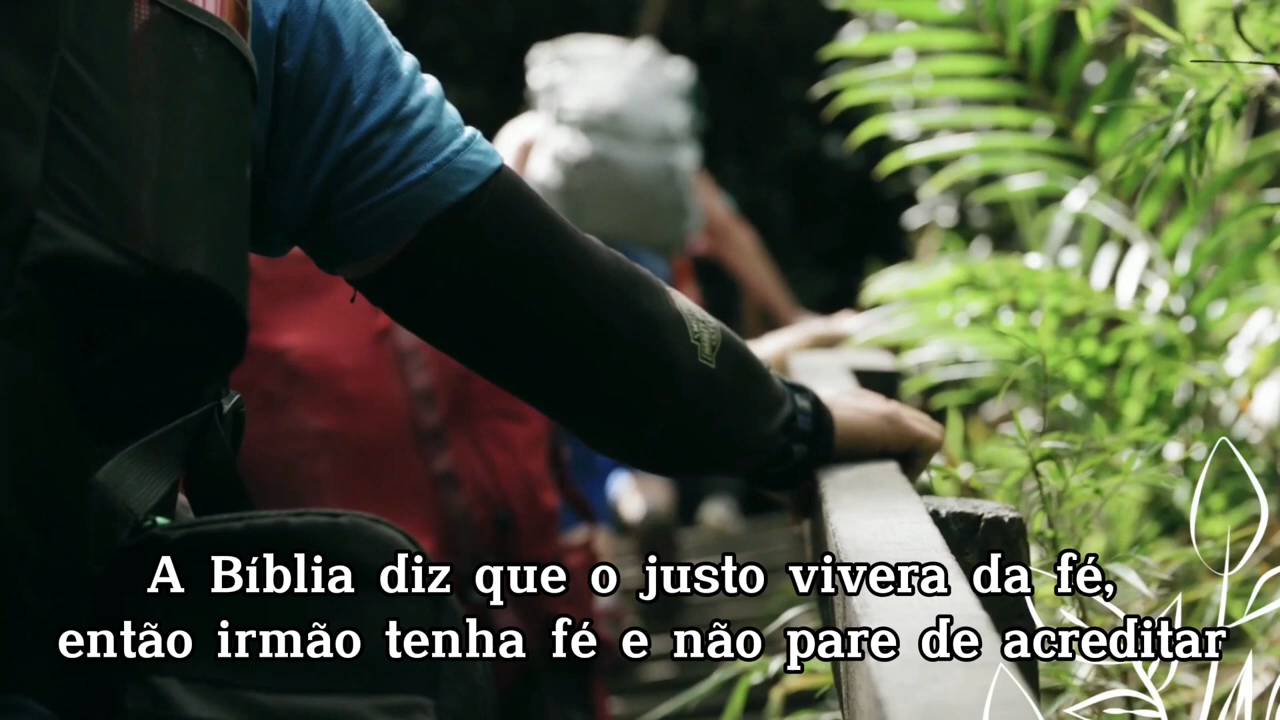 A Bíblia diz que o justo vivera da fé,
então irmão tenha fé e não pare de acreditar